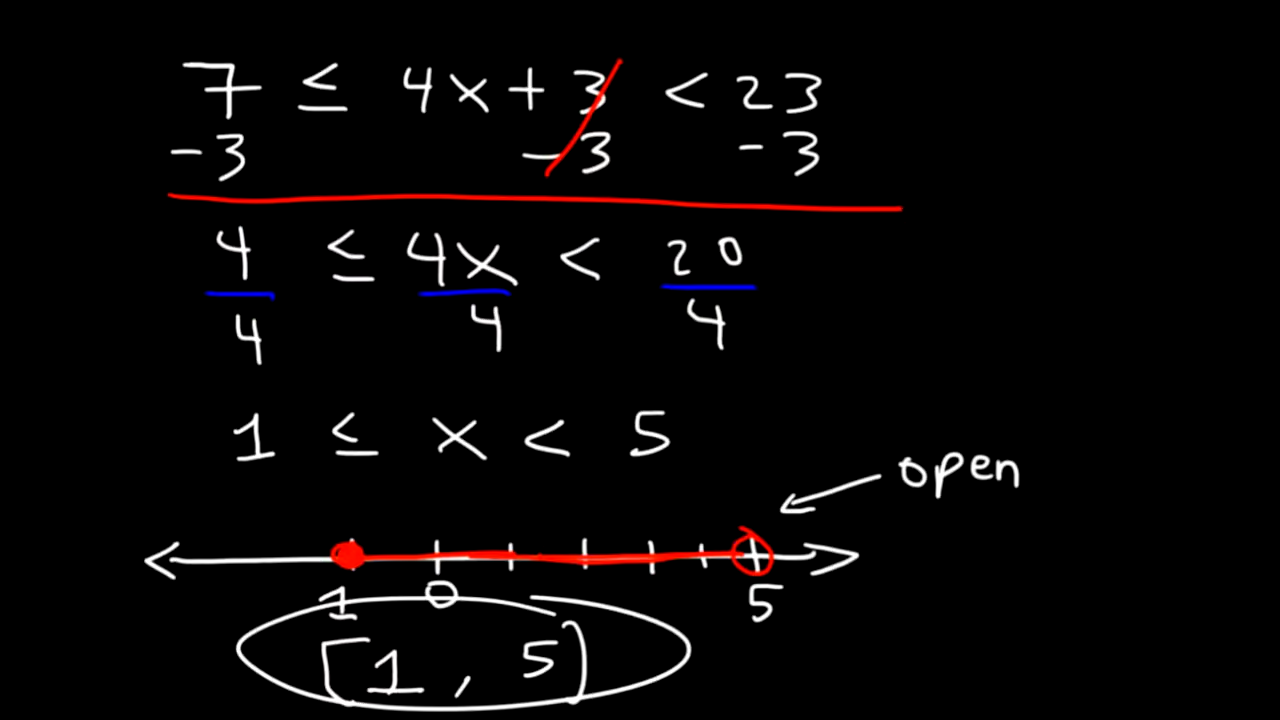 7 ≤ 4x + 3 < 23
-3 -3 -3
4 ≤ 4x < 20
4 4 4
1 ≤ x < 5
open
1 0 5
[1, 5)